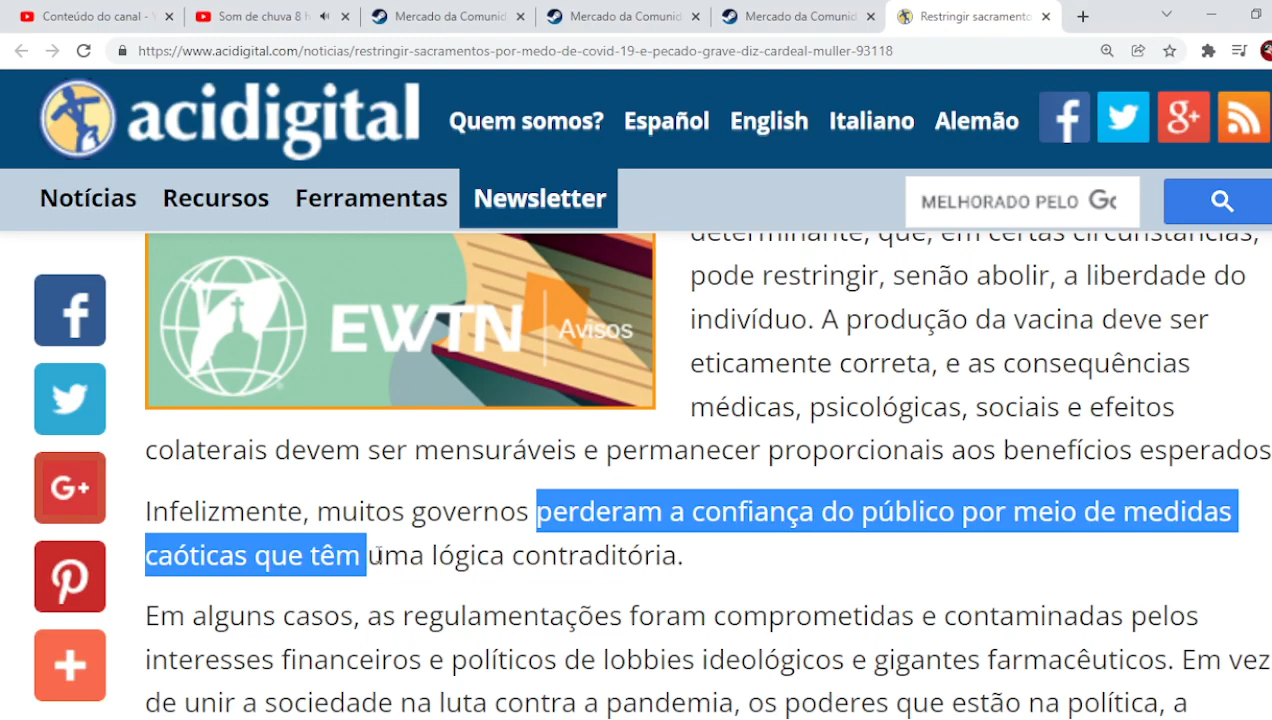 Conteúdo do canal - Y
Som de chuva 8 h
Mercado da Comunid
Mercado da Comunid
Mercado da Comunid
Restringir sacramento
https://www.acidigital.com/noticias/restringir-sacramentos-por-medo-de-covid-19-e-pecado-grave-diz-cardeal-muller-93118
acidigital
Quem somos? Español English Italiano Alemão
Notícias Recursos Ferramentas Newsletter
MELHORADO PELO Go
EWTN Avisos
determinante, que, em certas circunstâncias,
pode restringir, senão abolir, a liberdade do
indivíduo. A produção da vacina deve ser
eticamente correta, e as consequências
médicas, psicológicas, sociais e efeitos
colaterais devem ser mensuráveis e permanecer proporcionais aos benefícios esperados
Infelizmente, muitos governos perderam a confiança do público por meio de medidas
caóticas que têm uma lógica contraditória.
Em alguns casos, as regulamentações foram comprometidas e contaminadas pelos
interesses financeiros e políticos de lobbies ideológicos e gigantes farmacêuticos. Em vez
de unir a sociedade na luta contra a pandemia, os poderes que estão na política, a